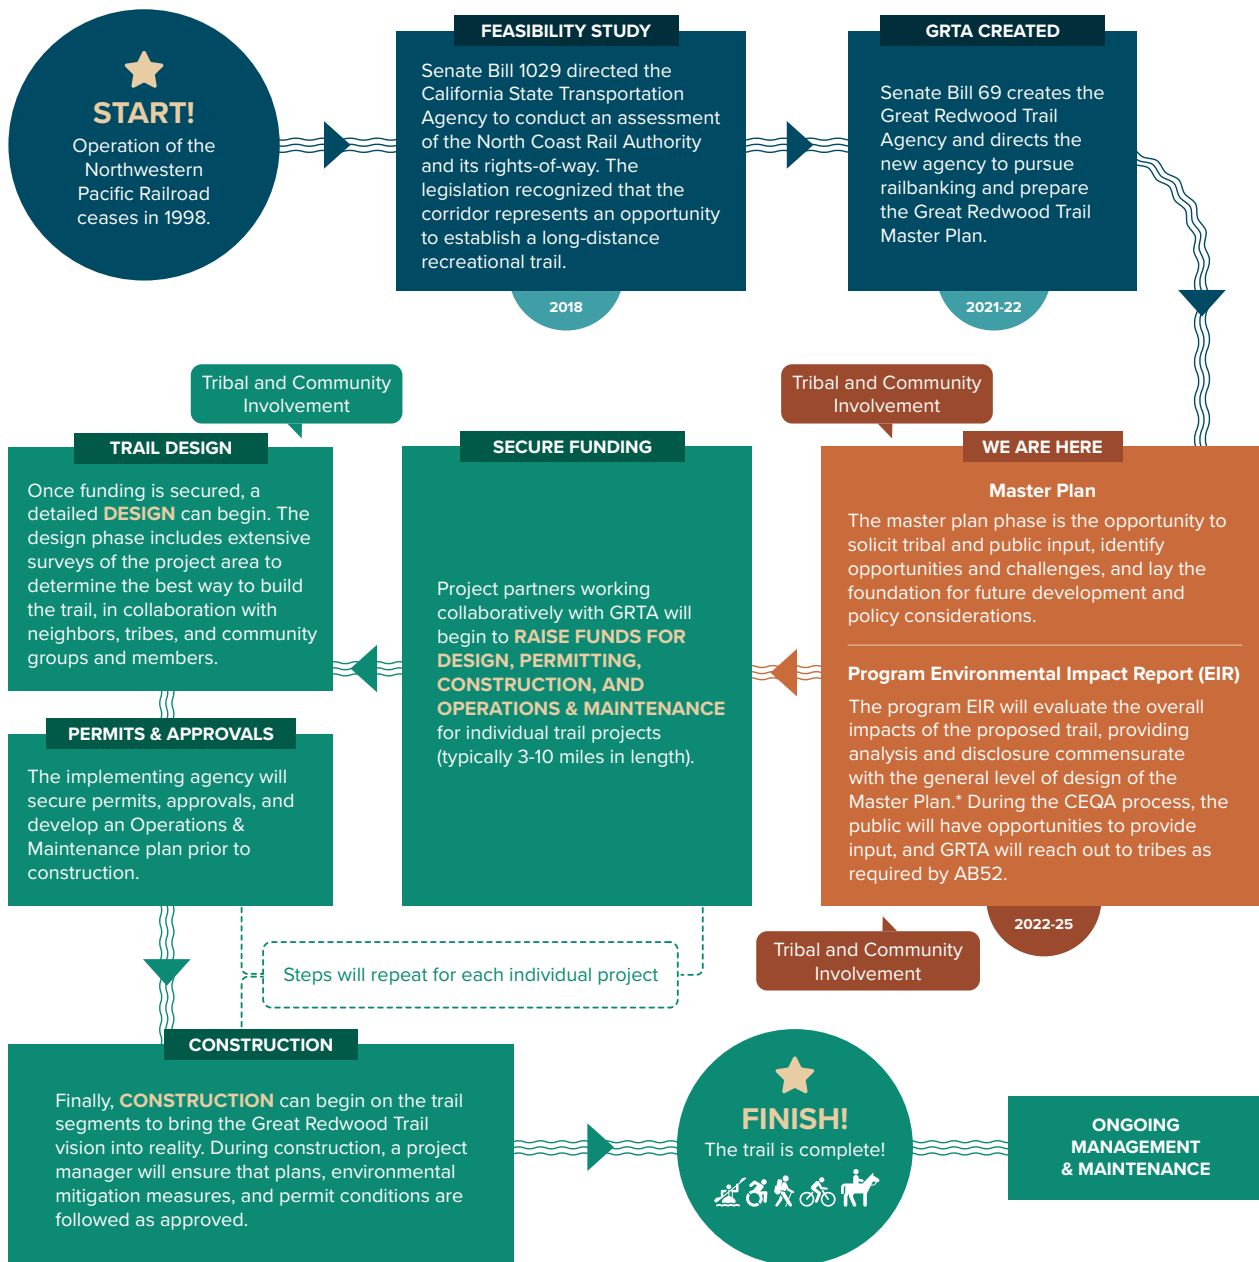 START!
Operation of the
Northwestern
Pacific Railroad
ceases in 1998.
FEASIBILITY STUDY
Senate Bill 1029 directed the
California State Transportation
Agency to conduct an assessment
of the North Coast Rail Authority
and its rights-of-way. The
legislation recognized that the
corridor represents an opportunity
to establish a long-distance
recreational trail.
2018
GRTA CREATED
Senate Bill 69 creates the
Great Redwood Trail
Agency and directs the
new agency to pursue
railbanking and prepare
the Great Redwood Trail
Master Plan.
2021-22
Tribal and Community
Involvement
WE ARE HERE
Master Plan
The master plan phase is the opportunity to
solicit tribal and public input, identify
opportunities and challenges, and lay the
foundation for future development and
policy considerations.
Program Environmental Impact Report (EIR)
The program EIR will evaluate the overall
impacts of the proposed trail, providing
analysis and disclosure commensurate
with the general level of design of the
Master Plan.* During the CEQA process, the
public will have opportunities to provide
input, and GRTA will reach out to tribes as
required by AB52.
2022-25
Tribal and Community
Involvement
SECURE FUNDING
Project partners working
collaboratively with GRTA will
begin to RAISE FUNDS FOR
DESIGN, PERMITTING,
CONSTRUCTION, AND
OPERATIONS & MAINTENANCE
for individual trail projects
(typically 3-10 miles in length).
Tribal and Community
Involvement
TRAIL DESIGN
Once funding is secured, a
detailed DESIGN can begin. The
design phase includes extensive
surveys of the project area to
determine the best way to build
the trail, in collaboration with
neighbors, tribes, and community
groups and members.
PERMITS & APPROVALS
The implementing agency will
secure permits, approvals, and
develop an Operations &
Maintenance plan prior to
construction.
Steps will repeat for each individual project
CONSTRUCTION
Finally, CONSTRUCTION can begin on the trail
segments to bring the Great Redwood Trail
vision into reality. During construction, a project
manager will ensure that plans, environmental
mitigation measures, and permit conditions are
followed as approved.
FINISH!
The trail is complete!
ONGOING
MANAGEMENT
& MAINTENANCE